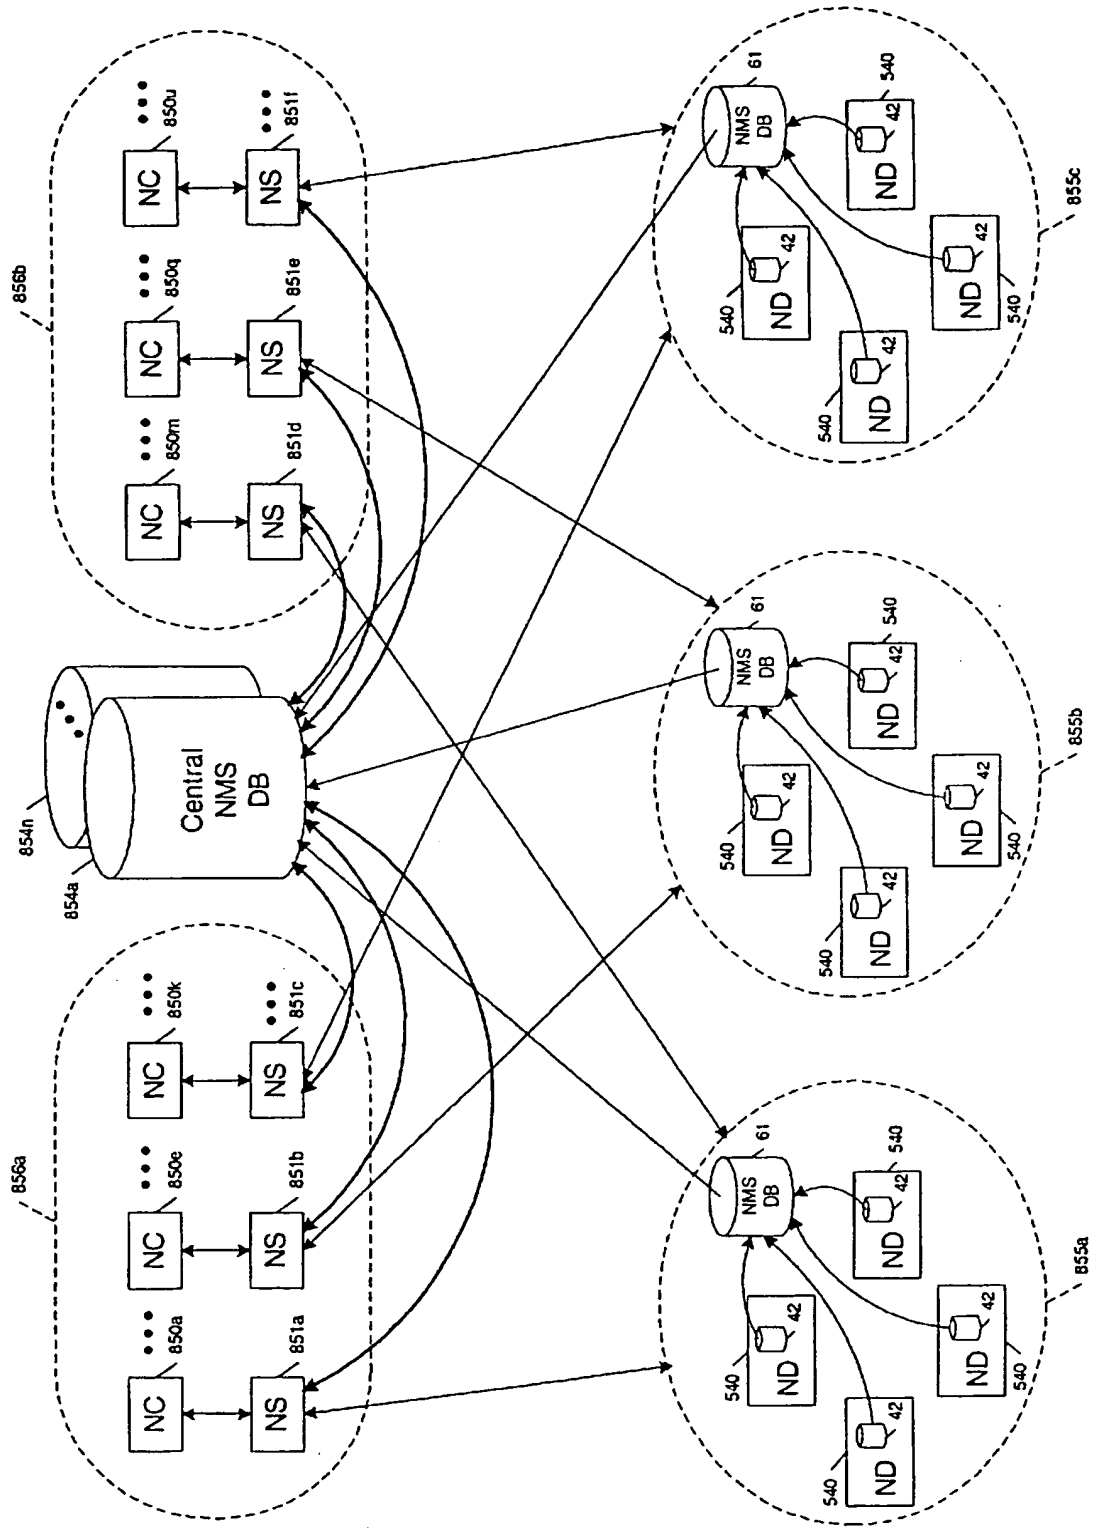 856a
850a
850e
850k
NC
NC
NC
851a
851b
851c
NS
NS
NS
854n
854a
Central
NMS
DB
856b
850m
850q
850u
NC
NC
NC
851d
851e
851f
NS
NS
NS
61
NMS
DB
540
42
ND
540
42
ND
540
42
ND
540
42
ND
855a
61
NMS
DB
540
42
ND
540
42
ND
540
42
ND
540
42
ND
855b
61
NMS
DB
540
42
ND
540
42
ND
540
42
ND
540
42
ND
855c